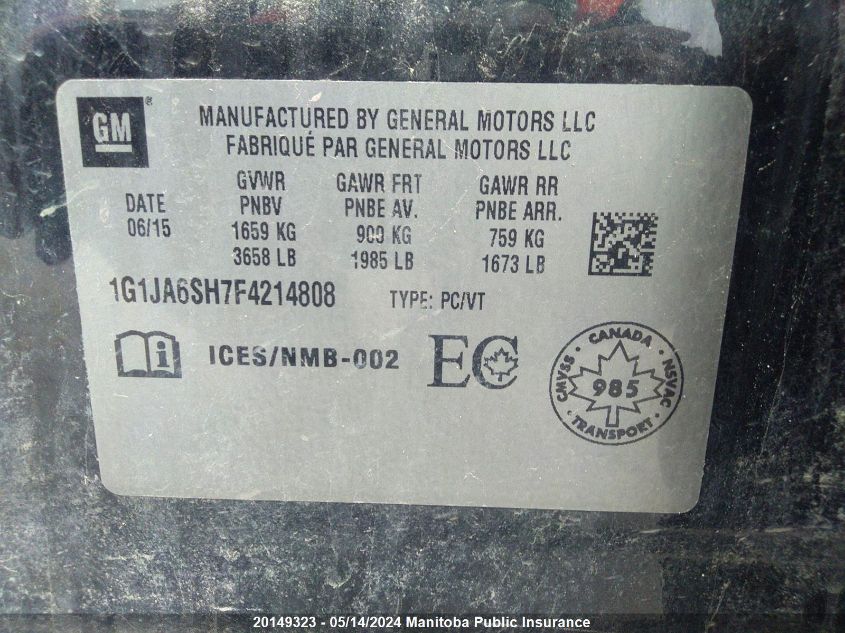 GM ®
MANUFACTURED BY GENERAL MOTORS LLC
FABRIQUÉ PAR GENERAL MOTORS LLC
DATE
06/15
GVWR
PNBV
1659 KG
3658 LB
GAWR FRT
PNBE AV.
900 KG
1985 LB
GAWR RR
PNBE ARR.
759 KG
1673 LB
1G1JA6SH7F4214808
TYPE: PC/VT
i
ICES/NMB-002
EC
CANADA
CMVSS
NSVAC
985
TRANSPORT
20149323 - 05/14/2024 Manitoba Public Insurance